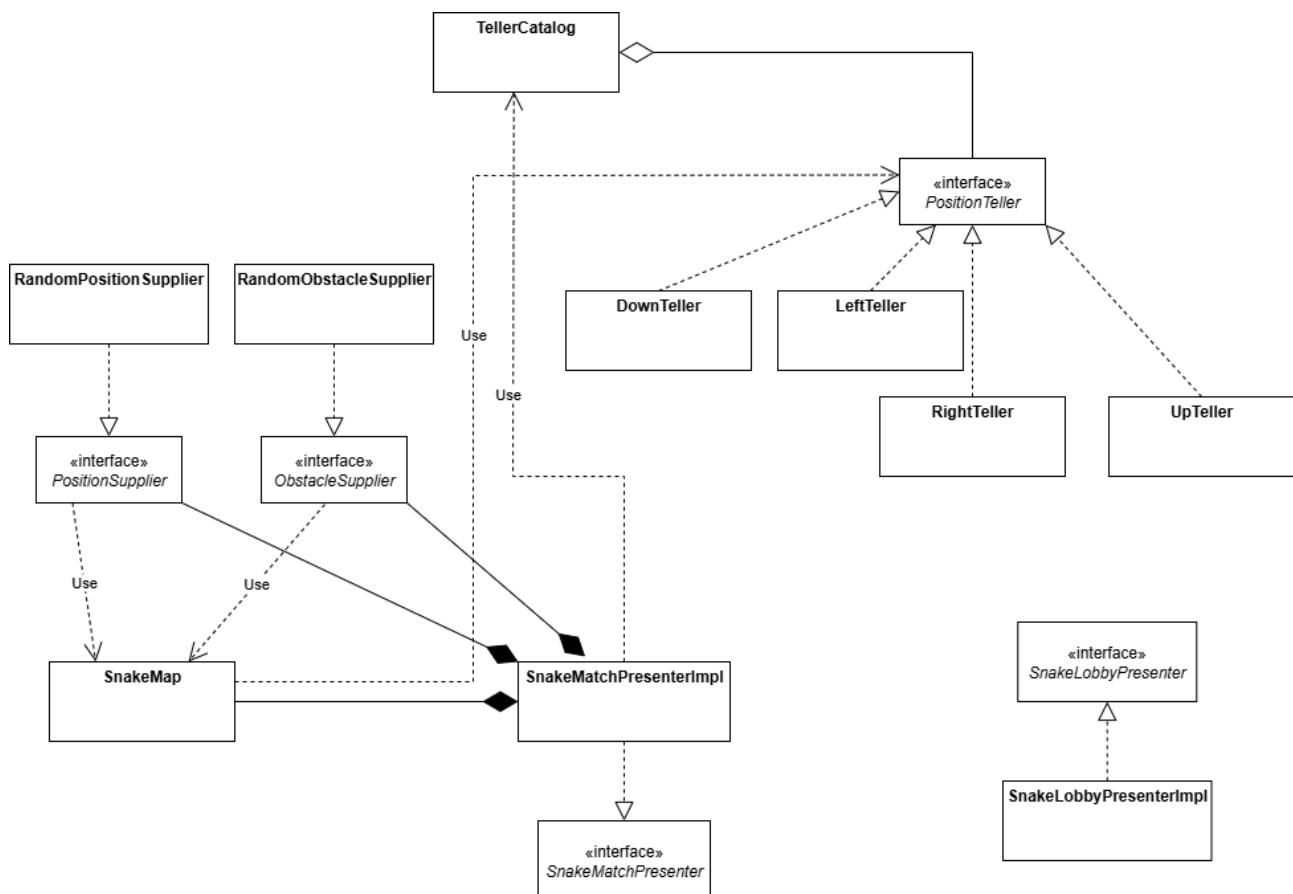 TellerCatalog
«interface»
PositionTeller
RandomPositionSupplier
RandomObstacleSupplier
DownTeller
LeftTeller
Use
Use
RightTeller
UpTeller
«interface»
PositionSupplier
«interface»
ObstacleSupplier
Use
Use
«interface»
SnakeLobbyPresenter
SnakeMap
SnakeMatchPresenterImpl
SnakeLobbyPresenterImpl
«interface»
SnakeMatchPresenter